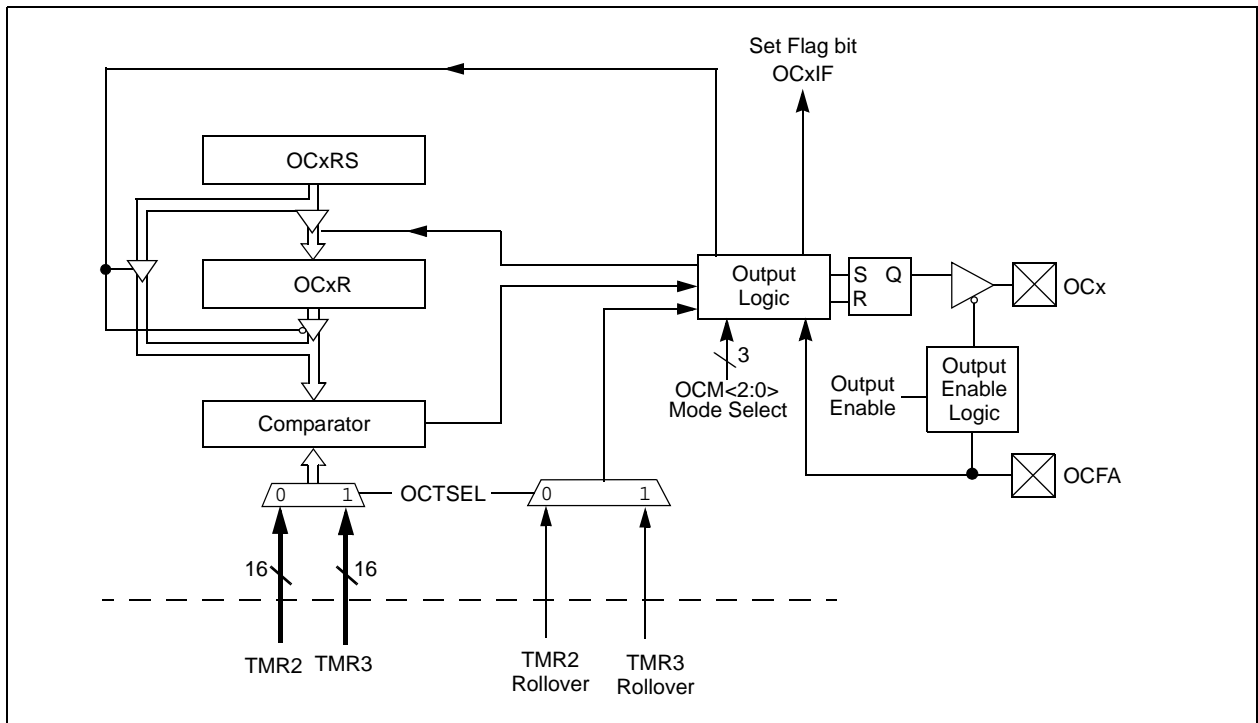 Set Flag bit
OCxIF
OCxRS
OCxR
Output
Logic
S Q
R
OCx
3
OCM<2:0>
Mode Select
Output
Enable
Output
Enable
Logic
Comparator
OCFA
0 1
OCTSEL
0 1
16
16
TMR2
TMR3
TMR2
Rollover
TMR3
Rollover